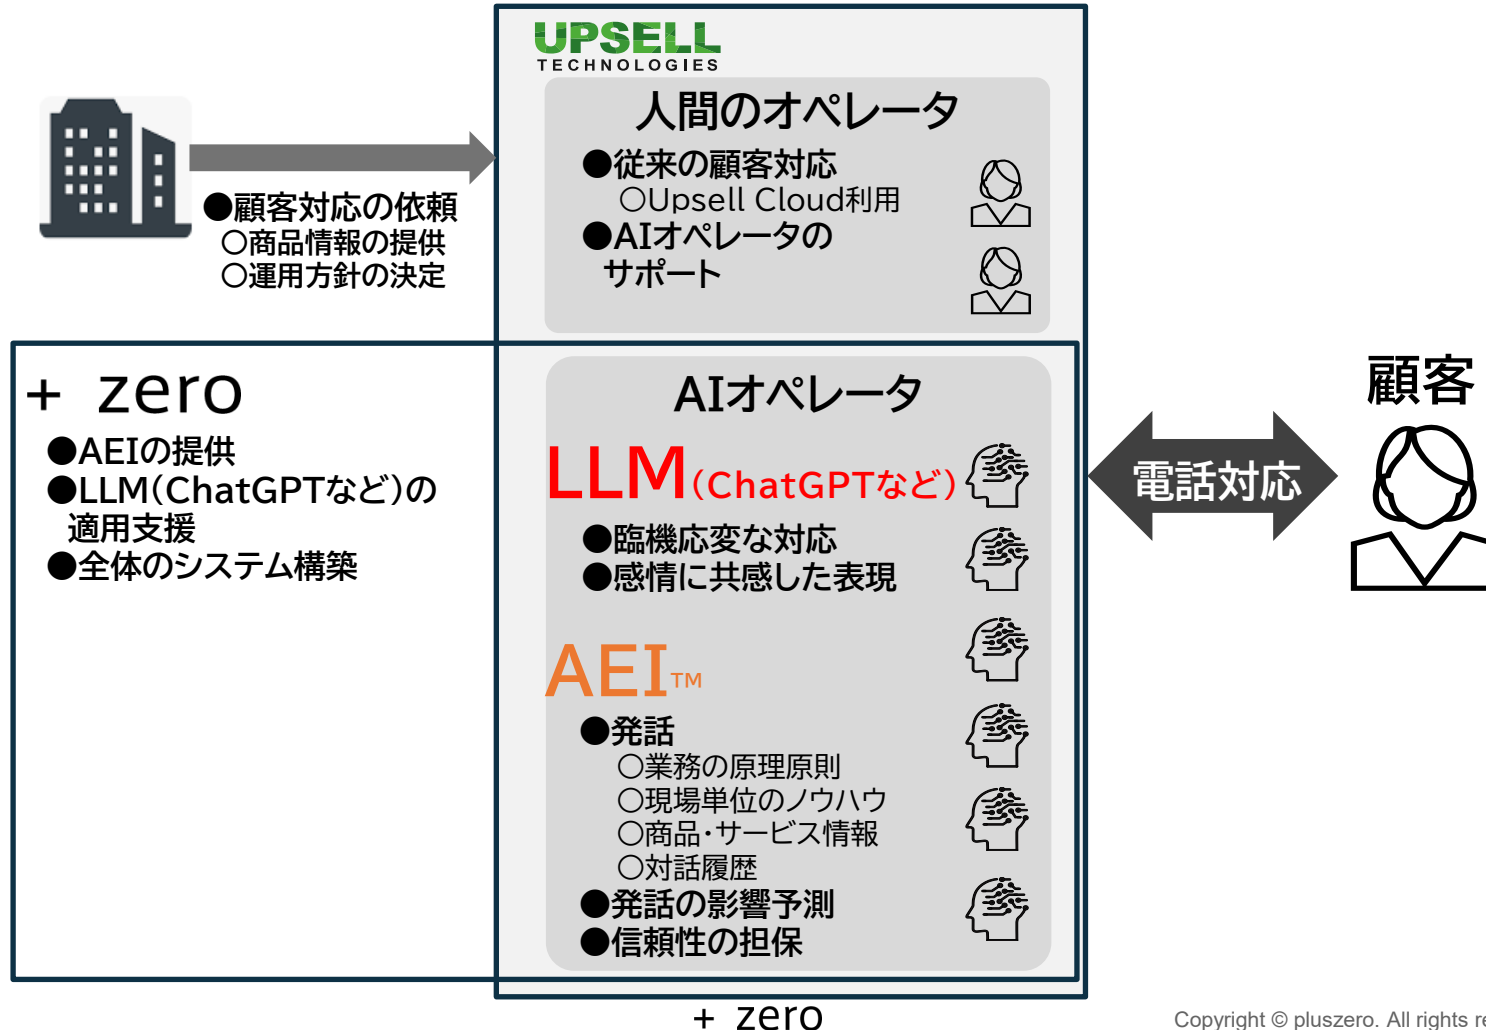 UPSELL
TECHNOLOGIES
人間のオペレータ
●従来の顧客対応
○Upsell Cloud利用
●AIオペレータの
サポート
●顧客対応の依頼
○商品情報の提供
○運用方針の決定
+ zero
●AEIの提供
●LLM(ChatGPTなど)の
適用支援
●全体のシステム構築
AIオペレータ
LLM(ChatGPTなど)
●臨機応変な対応
●感情に共感した表現
AEI™
●発話
○業務の原理原則
○現場単位のノウハウ
○商品・サービス情報
○対話履歴
●発話の影響予測
●信頼性の担保
電話対応
顧客
+ zero
Copyright © pluszero. All rights re